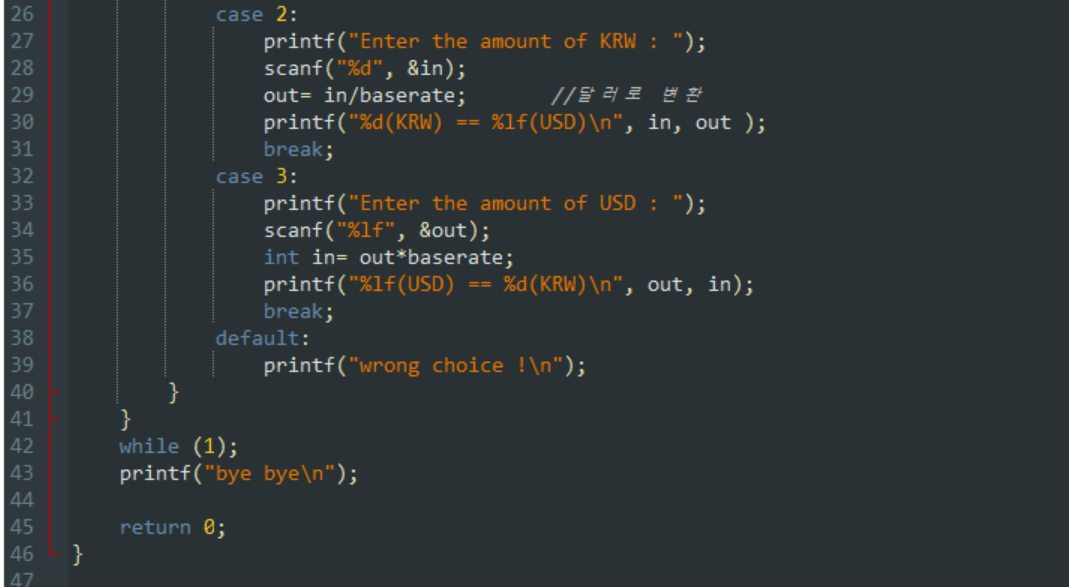 26 case 2:
27 printf("Enter the amount of KRW : ");
28 scanf("%d", &in);
29 out= in/baserate; //달러로 변환
30 printf("%d(KRW) == %lf(USD)\n", in, out );
31 break;
32 case 3:
33 printf("Enter the amount of USD : ");
34 scanf("%lf", &out);
35 int in= out*baserate;
36 printf("%lf(USD) == %d(KRW)\n", out, in);
37 break;
38 default:
39 printf("wrong choice !\n");
40 }
41 }
42 while (1);
43 printf("bye bye\n");
44
45 return 0;
46 }
47